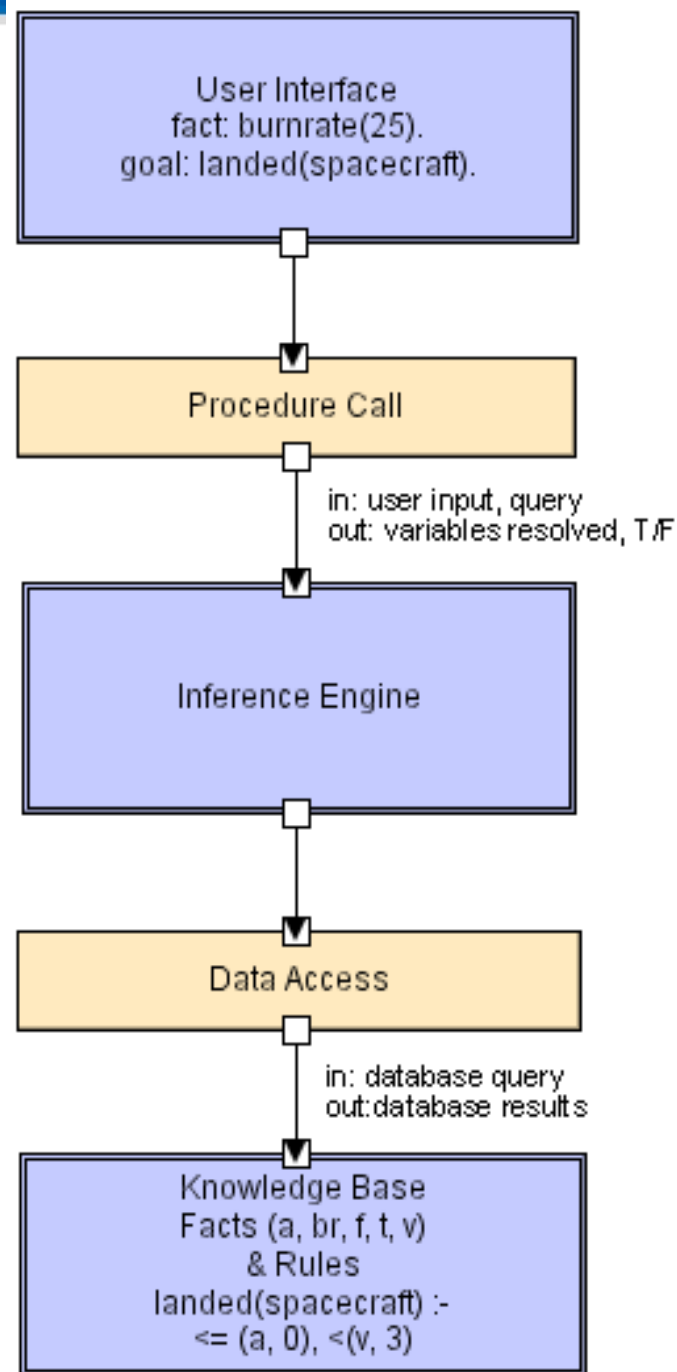 User Interface
fact: burnrate(25).
goal: landed(spacecraft).
Procedure Call
in: user input, query
out: variables resolved, T/F
Inference Engine
Data Access
in: database query
out:database results
Knowledge Base
Facts (a, br, f, t, v)
& Rules
landed(spacecraft) :-
<= (a, 0), <(v, 3)